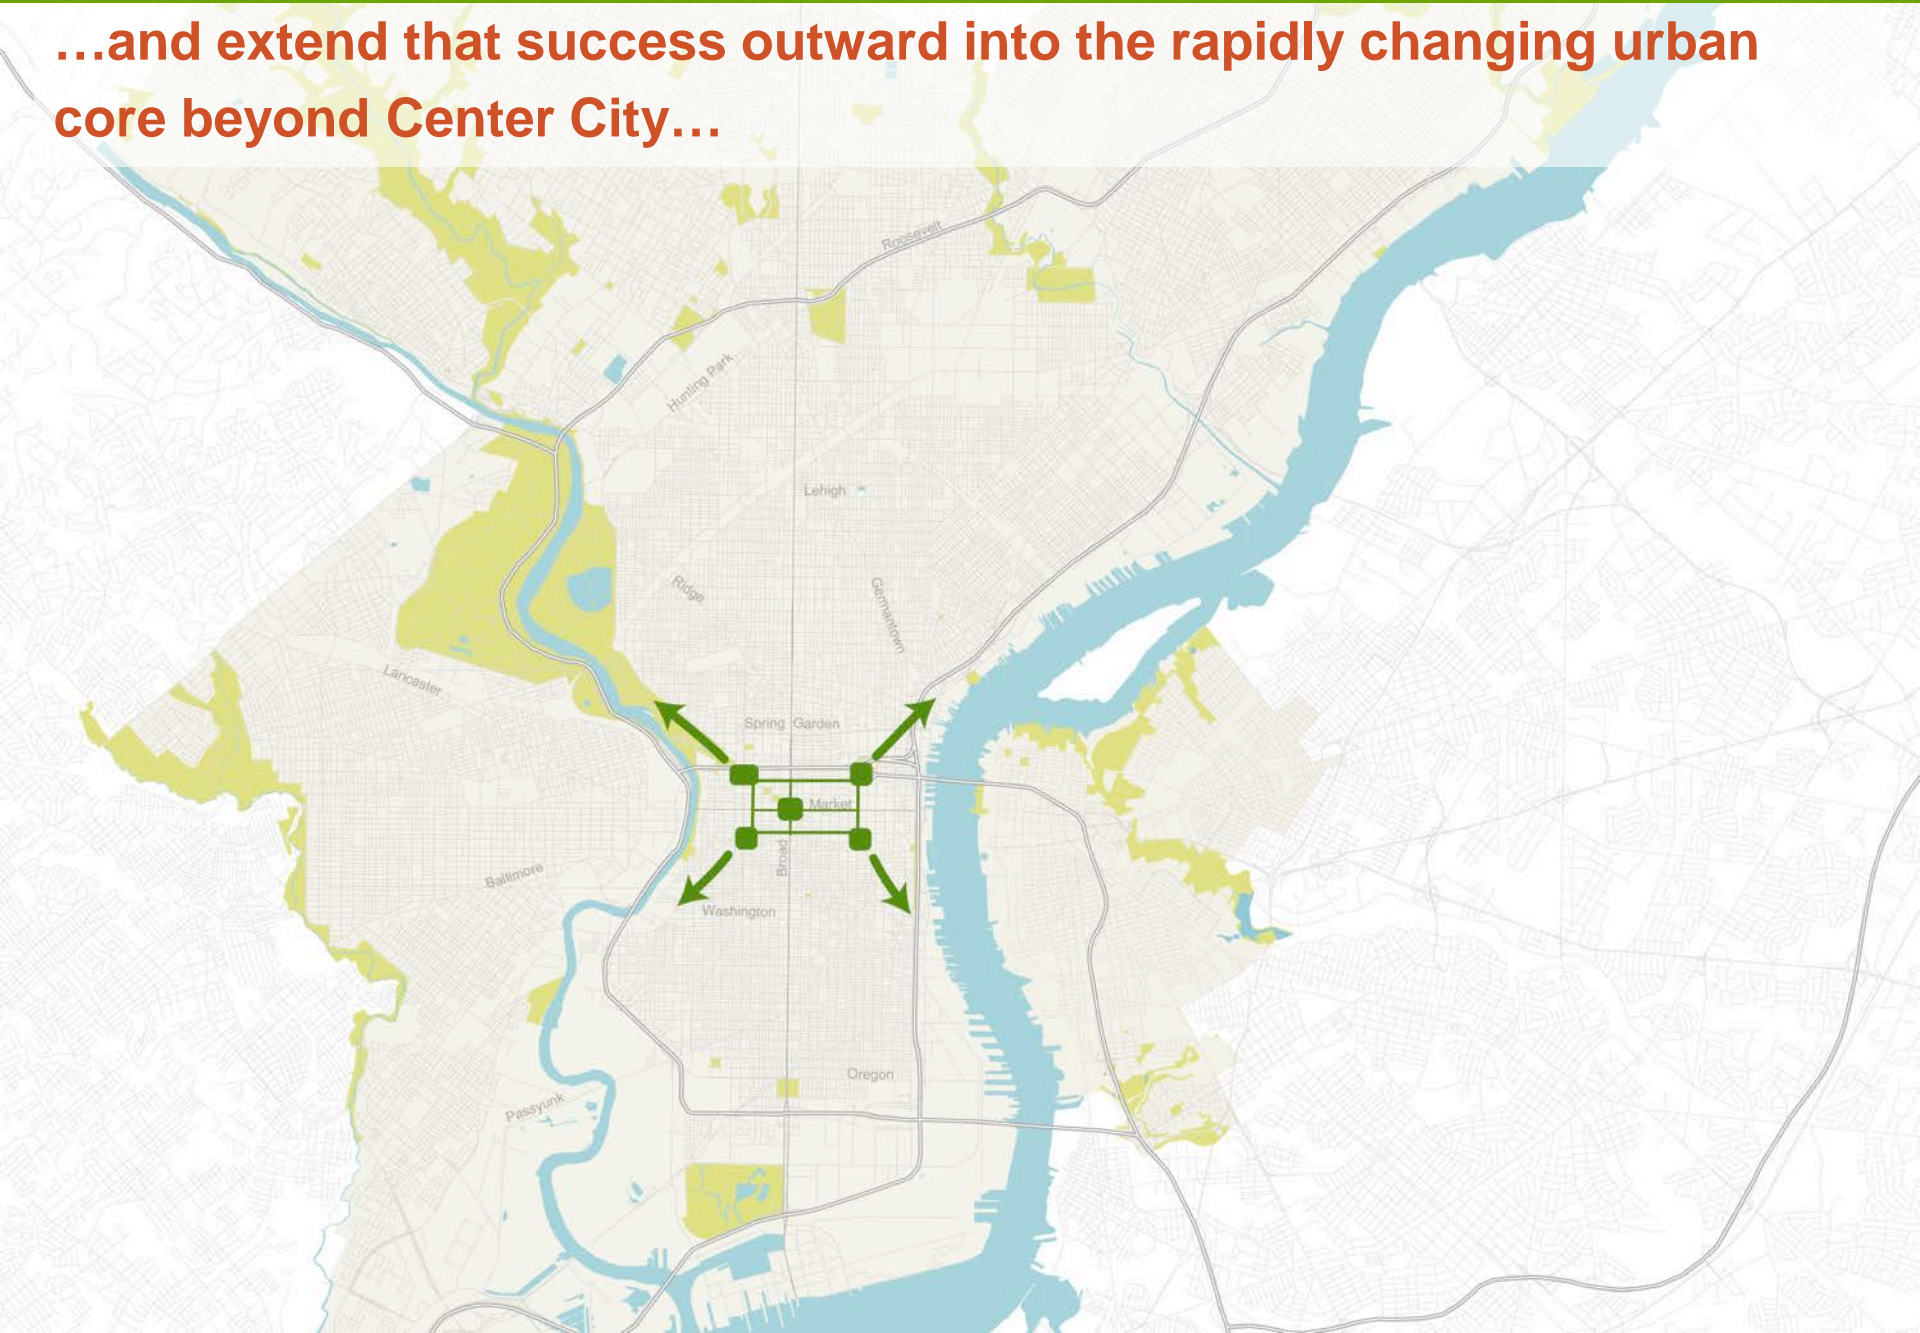 …and extend that success outward into the rapidly changing urban
core beyond Center City…
Roosevelt
Hunting Park
Lehigh
Ridge
Germantown
Lancaster
Spring Garden
Market
Broad
Baltimore
Washington
Oregon
Passyunk